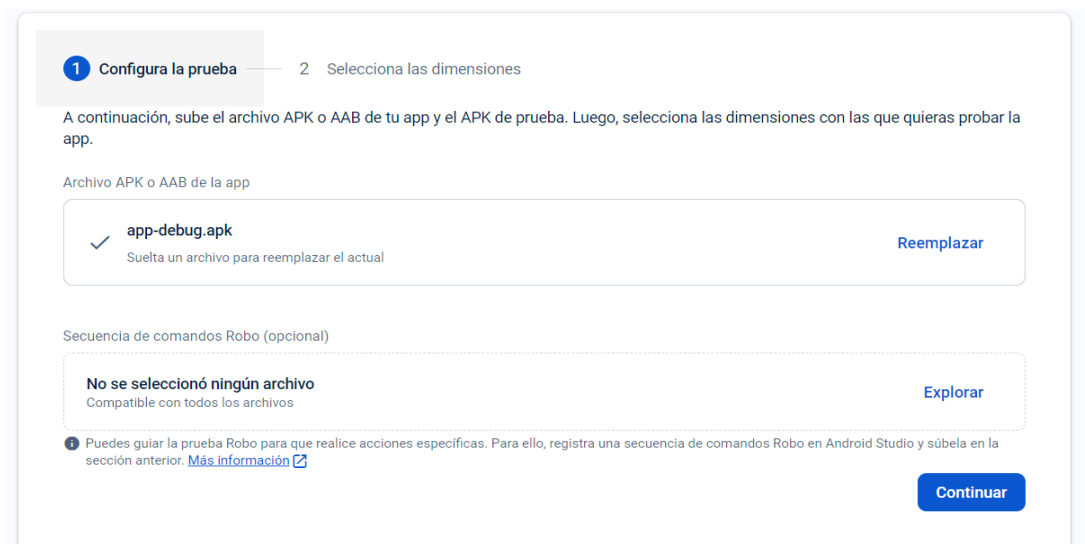 1 Configura la prueba 2 Selecciona las dimensiones
A continuación, sube el archivo APK o AAB de tu app y el APK de prueba. Luego, selecciona las dimensiones con las que quieras probar la
app.
Archivo APK o AAB de la app
app-debug.apk
Suelta un archivo para reemplazar el actual
Reemplazar
Secuencia de comandos Robo (opcional)
No se seleccionó ningún archivo
Compatible con todos los archivos
Explorar
Puedes guiar la prueba Robo para que realice acciones específicas. Para ello, registra una secuencia de comandos Robo en Android Studio y súbela en la
sección anterior. Más información
Continuar